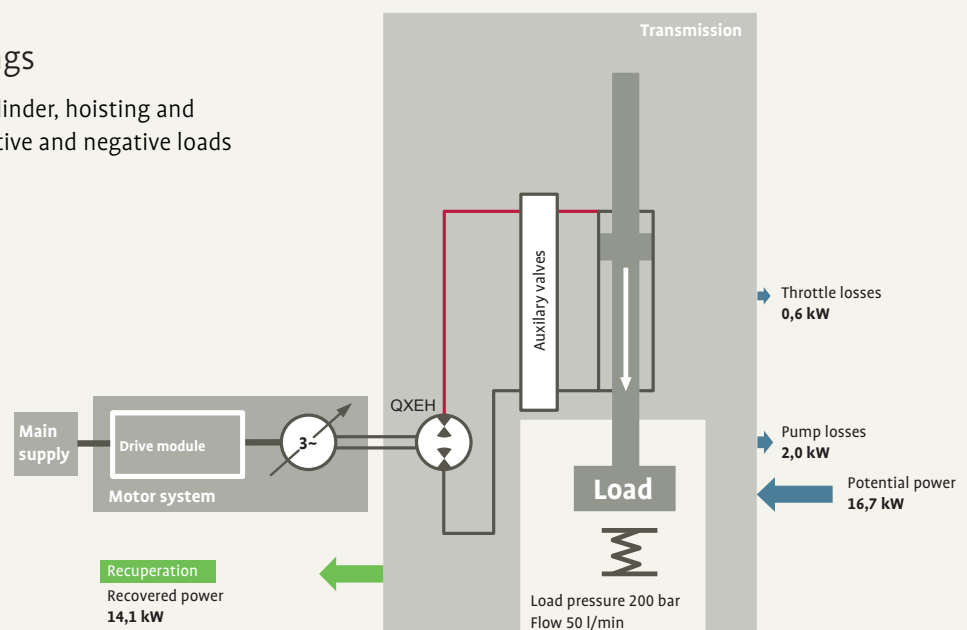 Transmission
gs
linder, hoisting and
tive and negative loads
Auxilary valves
Throttle losses
0,6 kW
QXEH
Main
supply
Drive module
3~
Motor system
Pump losses
2,0 kW
Load
Potential power
16,7 kW
Recuperation
Recovered power
14,1 kW
Load pressure 200 bar
Flow 50 l/min